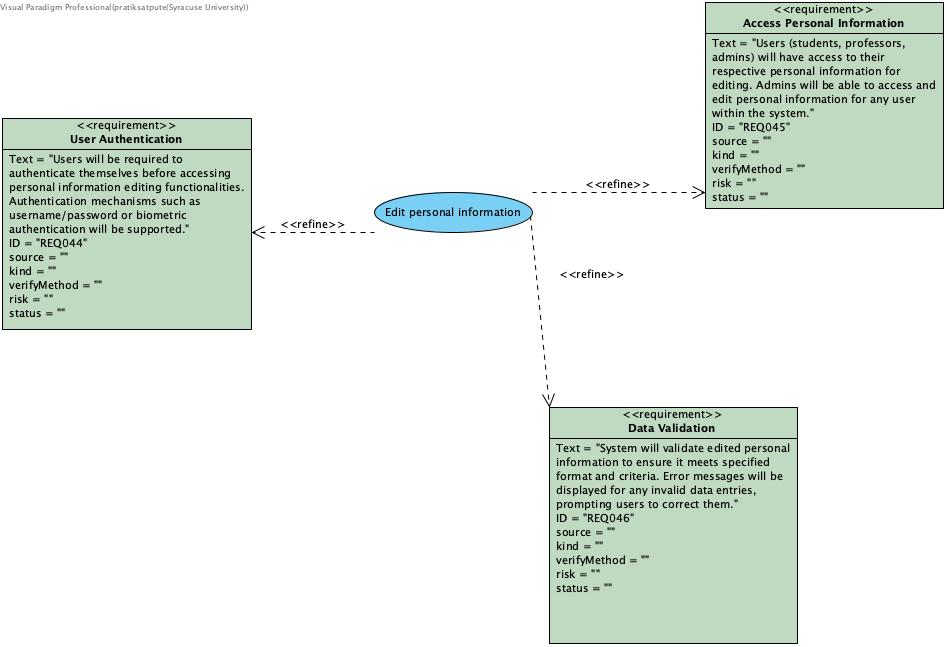 Visual Paradigm Professional(pratiksatpute(Syracuse University))
<<requirement>>
Access Personal Information
Text = "Users (students, professors,
admins) will have access to their
respective personal information for
editing. Admins will be able to access and
edit personal information for any user
within the system."
ID = "REQ045"
source = ""
kind = ""
verifyMethod = ""
risk = ""
status = ""
<<requirement>>
User Authentication
Text = "Users will be required to
authenticate themselves before accessing
personal information editing functionalities.
Authentication mechanisms such as
username/password or biometric
authentication will be supported."
ID = "REQ044"
source = ""
kind = ""
verifyMethod = ""
risk = ""
status = ""
<<refine>>
Edit personal information
<<refine>>
<<refine>>
<<requirement>>
Data Validation
Text = "System will validate edited personal
information to ensure it meets specified
format and criteria. Error messages will be
displayed for any invalid data entries,
prompting users to correct them."
ID = "REQ046"
source = ""
kind = ""
verifyMethod = ""
risk = ""
status = ""